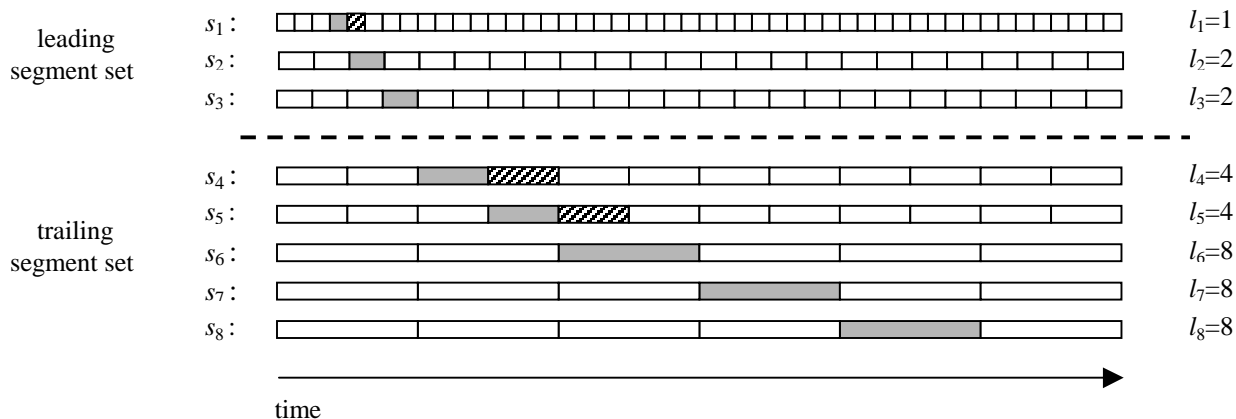 leading
segment set
s₁: l₁=1
s₂: l₂=2
s₃: l₃=2
trailing
segment set
s₄: l₄=4
s₅: l₅=4
s₆: l₆=8
s₇: l₇=8
s₈: l₈=8
time